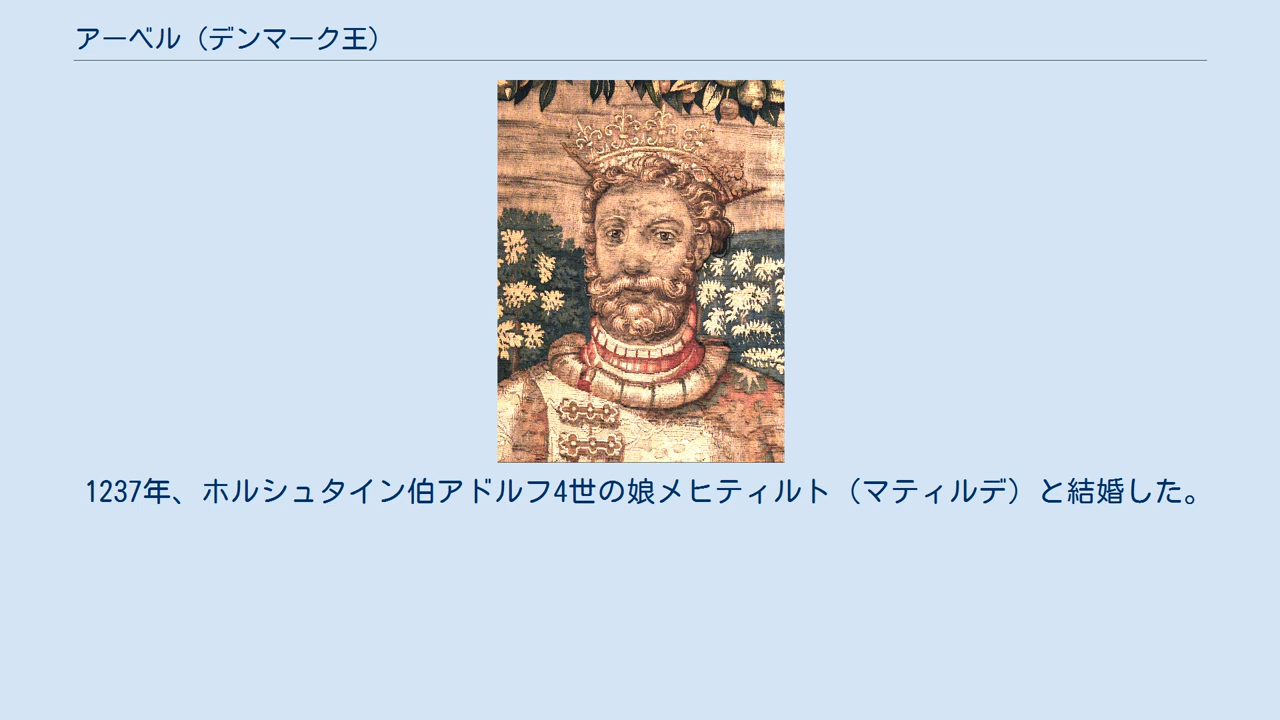 アーベル（デンマーク王）
1237年、ホルシュタイン伯アドルフ4世の娘メヒティルト（マティルデ）と結婚した。